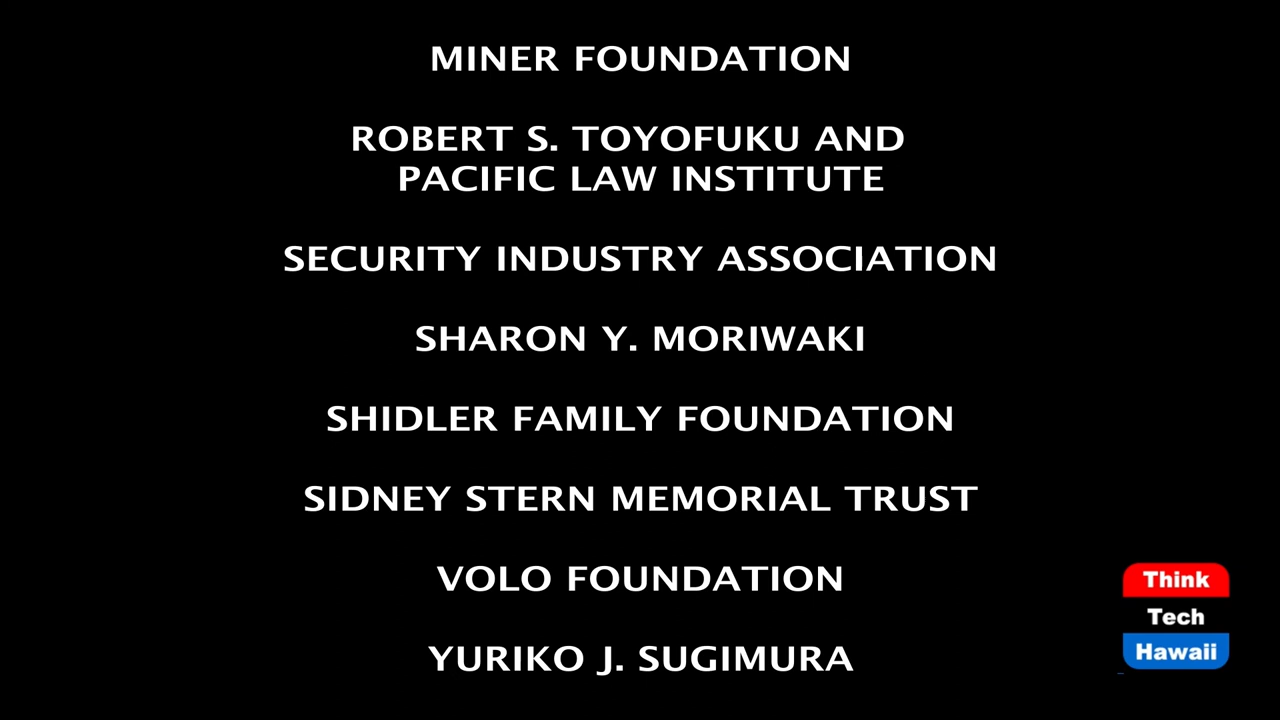 MINER FOUNDATION
ROBERT S. TOYOFUKU AND
PACIFIC LAW INSTITUTE
SECURITY INDUSTRY ASSOCIATION
SHARON Y. MORIWAKI
SHIDLER FAMILY FOUNDATION
SIDNEY STERN MEMORIAL TRUST
VOLO FOUNDATION
YURIKO J. SUGIMURA
Think
Tech
Hawaii